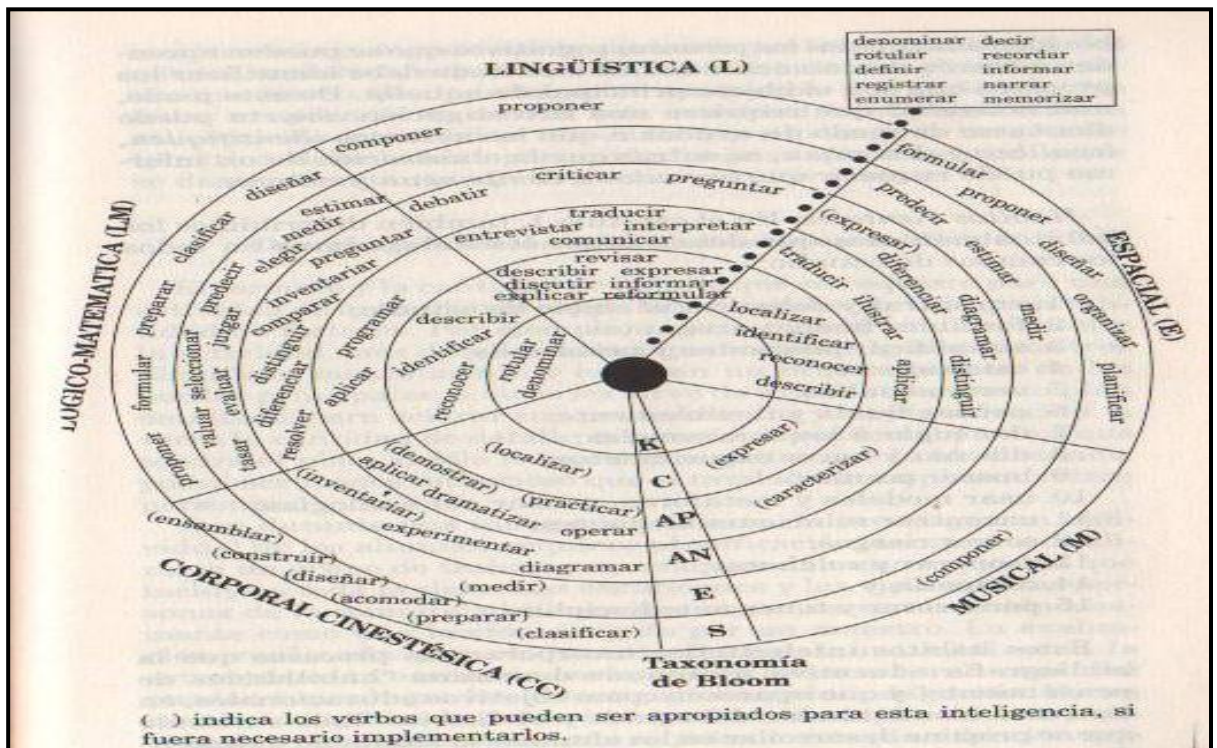 denominar decir
rotular recordar
definir informar
registrar narrar
enumerar memorizar
LINGÜÍSTICA (L)
proponer
componer
criticar
preguntar
debatir
traducir
entrevistar interpretar
comunicar
revisar
describir expresar
discutir informar
explicar reformular
LOGICO-MATEMATICA (LM)
diseñar
clasificar
preparar
formular
proponer
estimar
medir
elegir
predecir
juzgar
seleccionar
evaluar
valuar
tasar
preguntar
inventariar
comparar
distinguir
diferenciar
resolver
programar
aplicar
describir
identificar
reconocer
rotular
denominar
ESPACIAL (E)
formular
proponer
diseñar
organizar
planificar
predecir
estimar
medir
(expresar)
diferenciar
diagramar
distinguir
traducir
ilustrar
aplicar
localizar
identificar
reconocer
describir
CORPORAL CINESTÉSICA (CC)
(localizar)
(demostrar)
(practicar)
aplicar dramatizar operar
(inventariar)
experimentar
diagramar
(ensamblar)
(construir)
(diseñar)
(medir)
(acomodar)
(preparar)
(clasificar)
MUSICAL (M)
(expresar)
(caracterizar)
(componer)
K
C
AP
AN
E
S
Taxonomía
de Bloom
( ) indica los verbos que pueden ser apropiados para esta inteligencia, si
fuera necesario implementarlos.